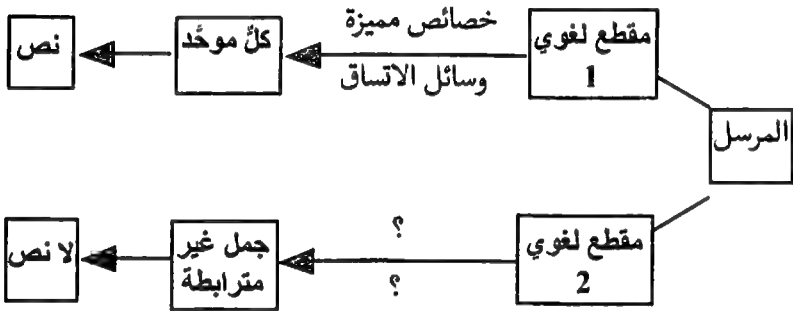 المرسل
مقطع لغوي
1
خصائص مميزة
وسائل الاتساق
كلٌّ موحَّد
نص
مقطع لغوي
2
؟
؟
جمل غير
مترابطة
لا نص